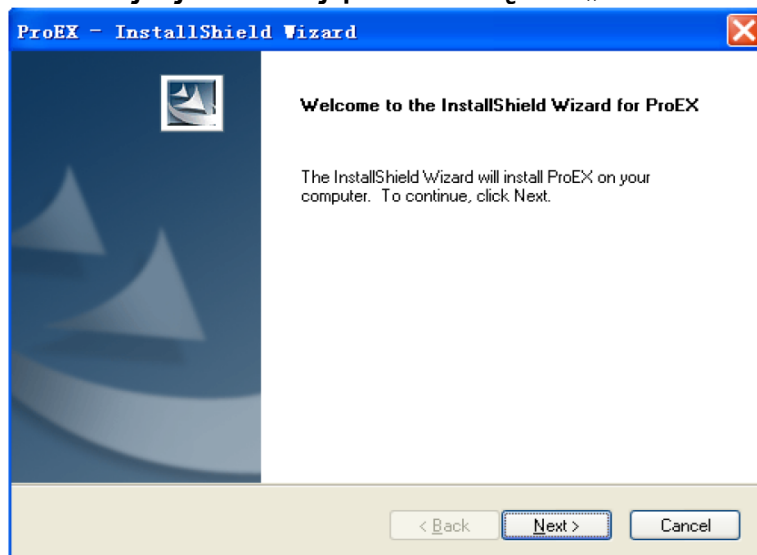 ProEX - InstallShield Wizard
Welcome to the InstallShield Wizard for ProEX
The InstallShield Wizard will install ProEX on your
computer. To continue, click Next.
< Back
Next >
Cancel